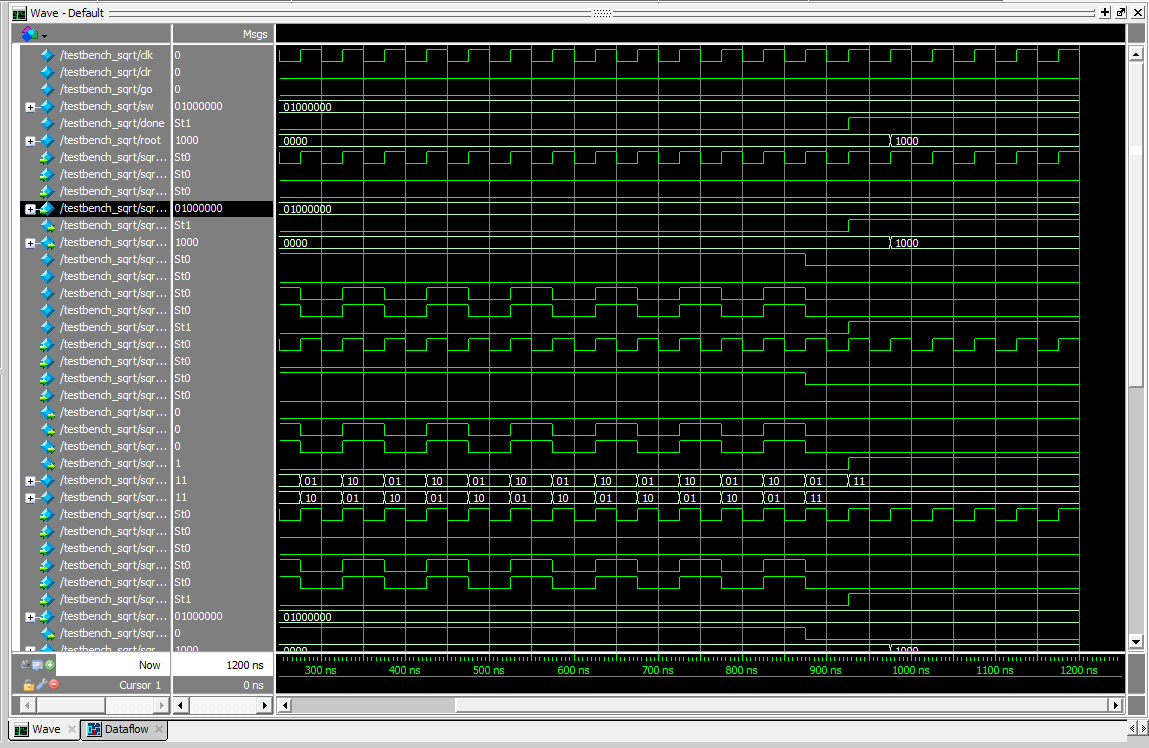 Wave - Default
Msgs
/testbench_sqrt/clk 0
/testbench_sqrt/clr 0
/testbench_sqrt/go 0
/testbench_sqrt/sw 01000000 01000000
/testbench_sqrt/done St1
/testbench_sqrt/root 1000 0000 1000
/testbench_sqrt/sqr... St0
/testbench_sqrt/sqr... St0
/testbench_sqrt/sqr... St0
/testbench_sqrt/sqr... 01000000 01000000
/testbench_sqrt/sqr... St1
/testbench_sqrt/sqr... 1000 0000 1000
/testbench_sqrt/sqr... St0
/testbench_sqrt/sqr... St0
/testbench_sqrt/sqr... St0
/testbench_sqrt/sqr... St0
/testbench_sqrt/sqr... St1
/testbench_sqrt/sqr... St0
/testbench_sqrt/sqr... St0
/testbench_sqrt/sqr... St0
/testbench_sqrt/sqr... St0
/testbench_sqrt/sqr... 0
/testbench_sqrt/sqr... 0
/testbench_sqrt/sqr... 0
/testbench_sqrt/sqr... 1
/testbench_sqrt/sqr... 11 01 10 01 10 01 10 01 10 01 10 01 10 01 11
/testbench_sqrt/sqr... 11 10 01 10 01 10 01 10 01 10 01 10 01 11
/testbench_sqrt/sqr... St0
/testbench_sqrt/sqr... St0
/testbench_sqrt/sqr... St0
/testbench_sqrt/sqr... St0
/testbench_sqrt/sqr... St0
/testbench_sqrt/sqr... St1
/testbench_sqrt/sqr... 01000000 01000000
/testbench_sqrt/sqr... 0
/testbench_sqrt/sqr... 1000 0000 1000
Now 1200 ns 300 ns 400 ns 500 ns 600 ns 700 ns 800 ns 900 ns 1000 ns 1100 ns 1200 ns
Cursor 1 0 ns
Wave Dataflow